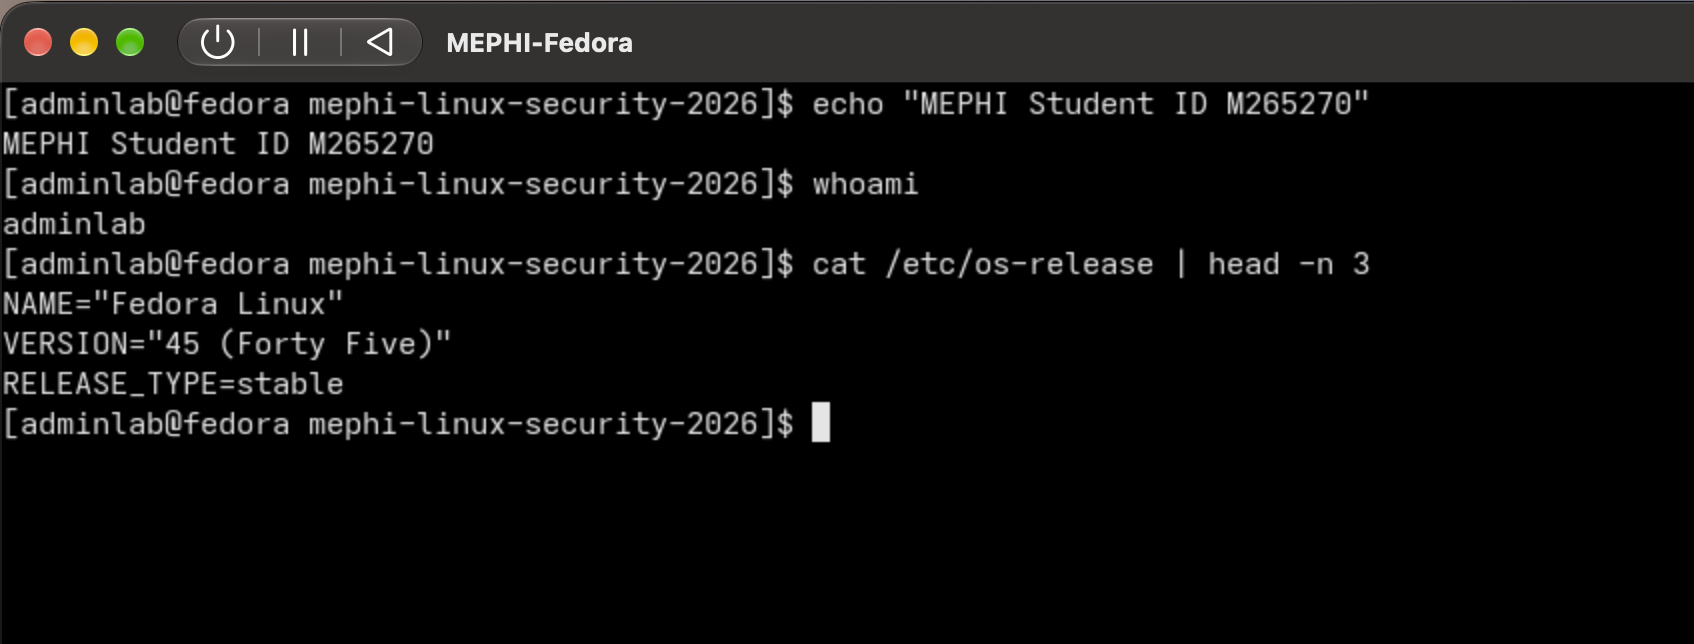 MEPHI-Fedora
[adminlab@fedora mephi-linux-security-2026]$ echo "MEPHI Student ID M265270"
MEPHI Student ID M265270
[adminlab@fedora mephi-linux-security-2026]$ whoami
adminlab
[adminlab@fedora mephi-linux-security-2026]$ cat /etc/os-release | head -n 3
NAME="Fedora Linux"
VERSION="45 (Forty Five)"
RELEASE_TYPE=stable
[adminlab@fedora mephi-linux-security-2026]$